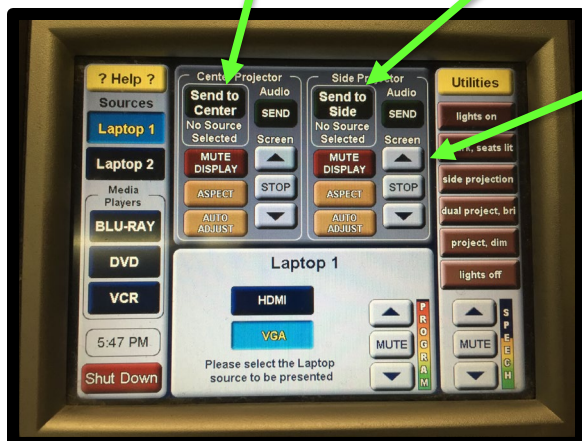 ? Help ?
Sources
Laptop 1
Laptop 2
Media
Players
BLU-RAY
DVD
VCR
5:47 PM
Shut Down
Center Projector
Send to
Center
No Source
Selected
MUTE
DISPLAY
ASPECT
AUTO
ADJUST
Audio
SEND
Screen
STOP
Side
Send to
Side
No Source
Selected
MUTE
DISPLAY
ASPECT
AUTO
ADJUST
Audio
SEND
Screen
STOP
Laptop 1
HDMI
VGA
Please select the Laptop
source to be presented
MUTE
PROGRAM
Utilities
lights on
seats lit
side projection
dual project, bri
project, dim
lights off
MUTE
SPEECH